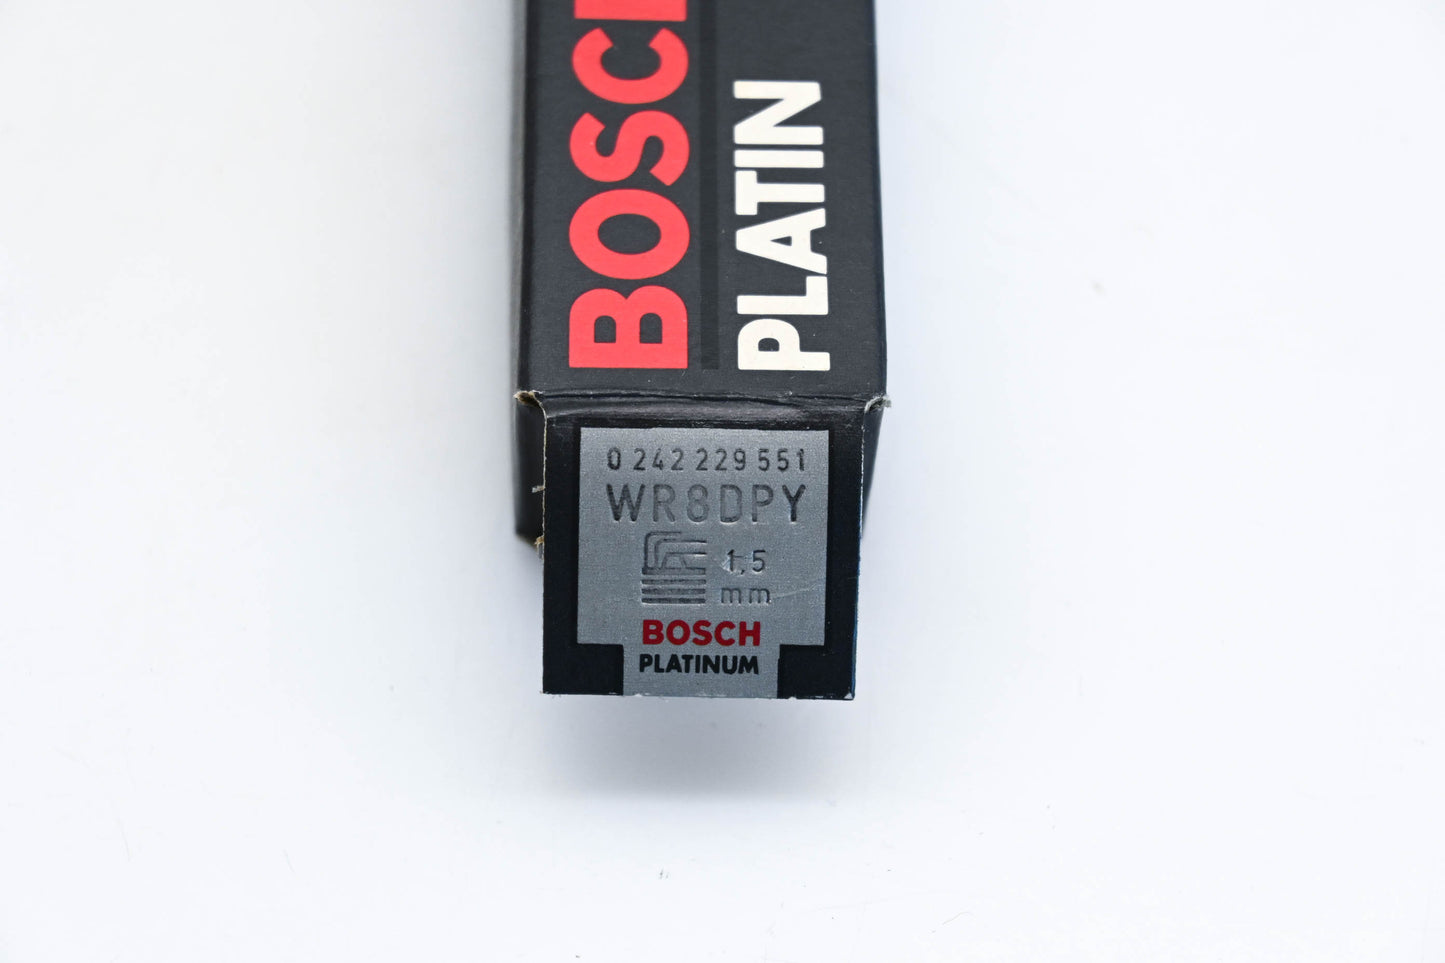 BOSCH
PLATIN
0 242 229 551
WR8DPY
1,5
mm
BOSCH
PLATINUM